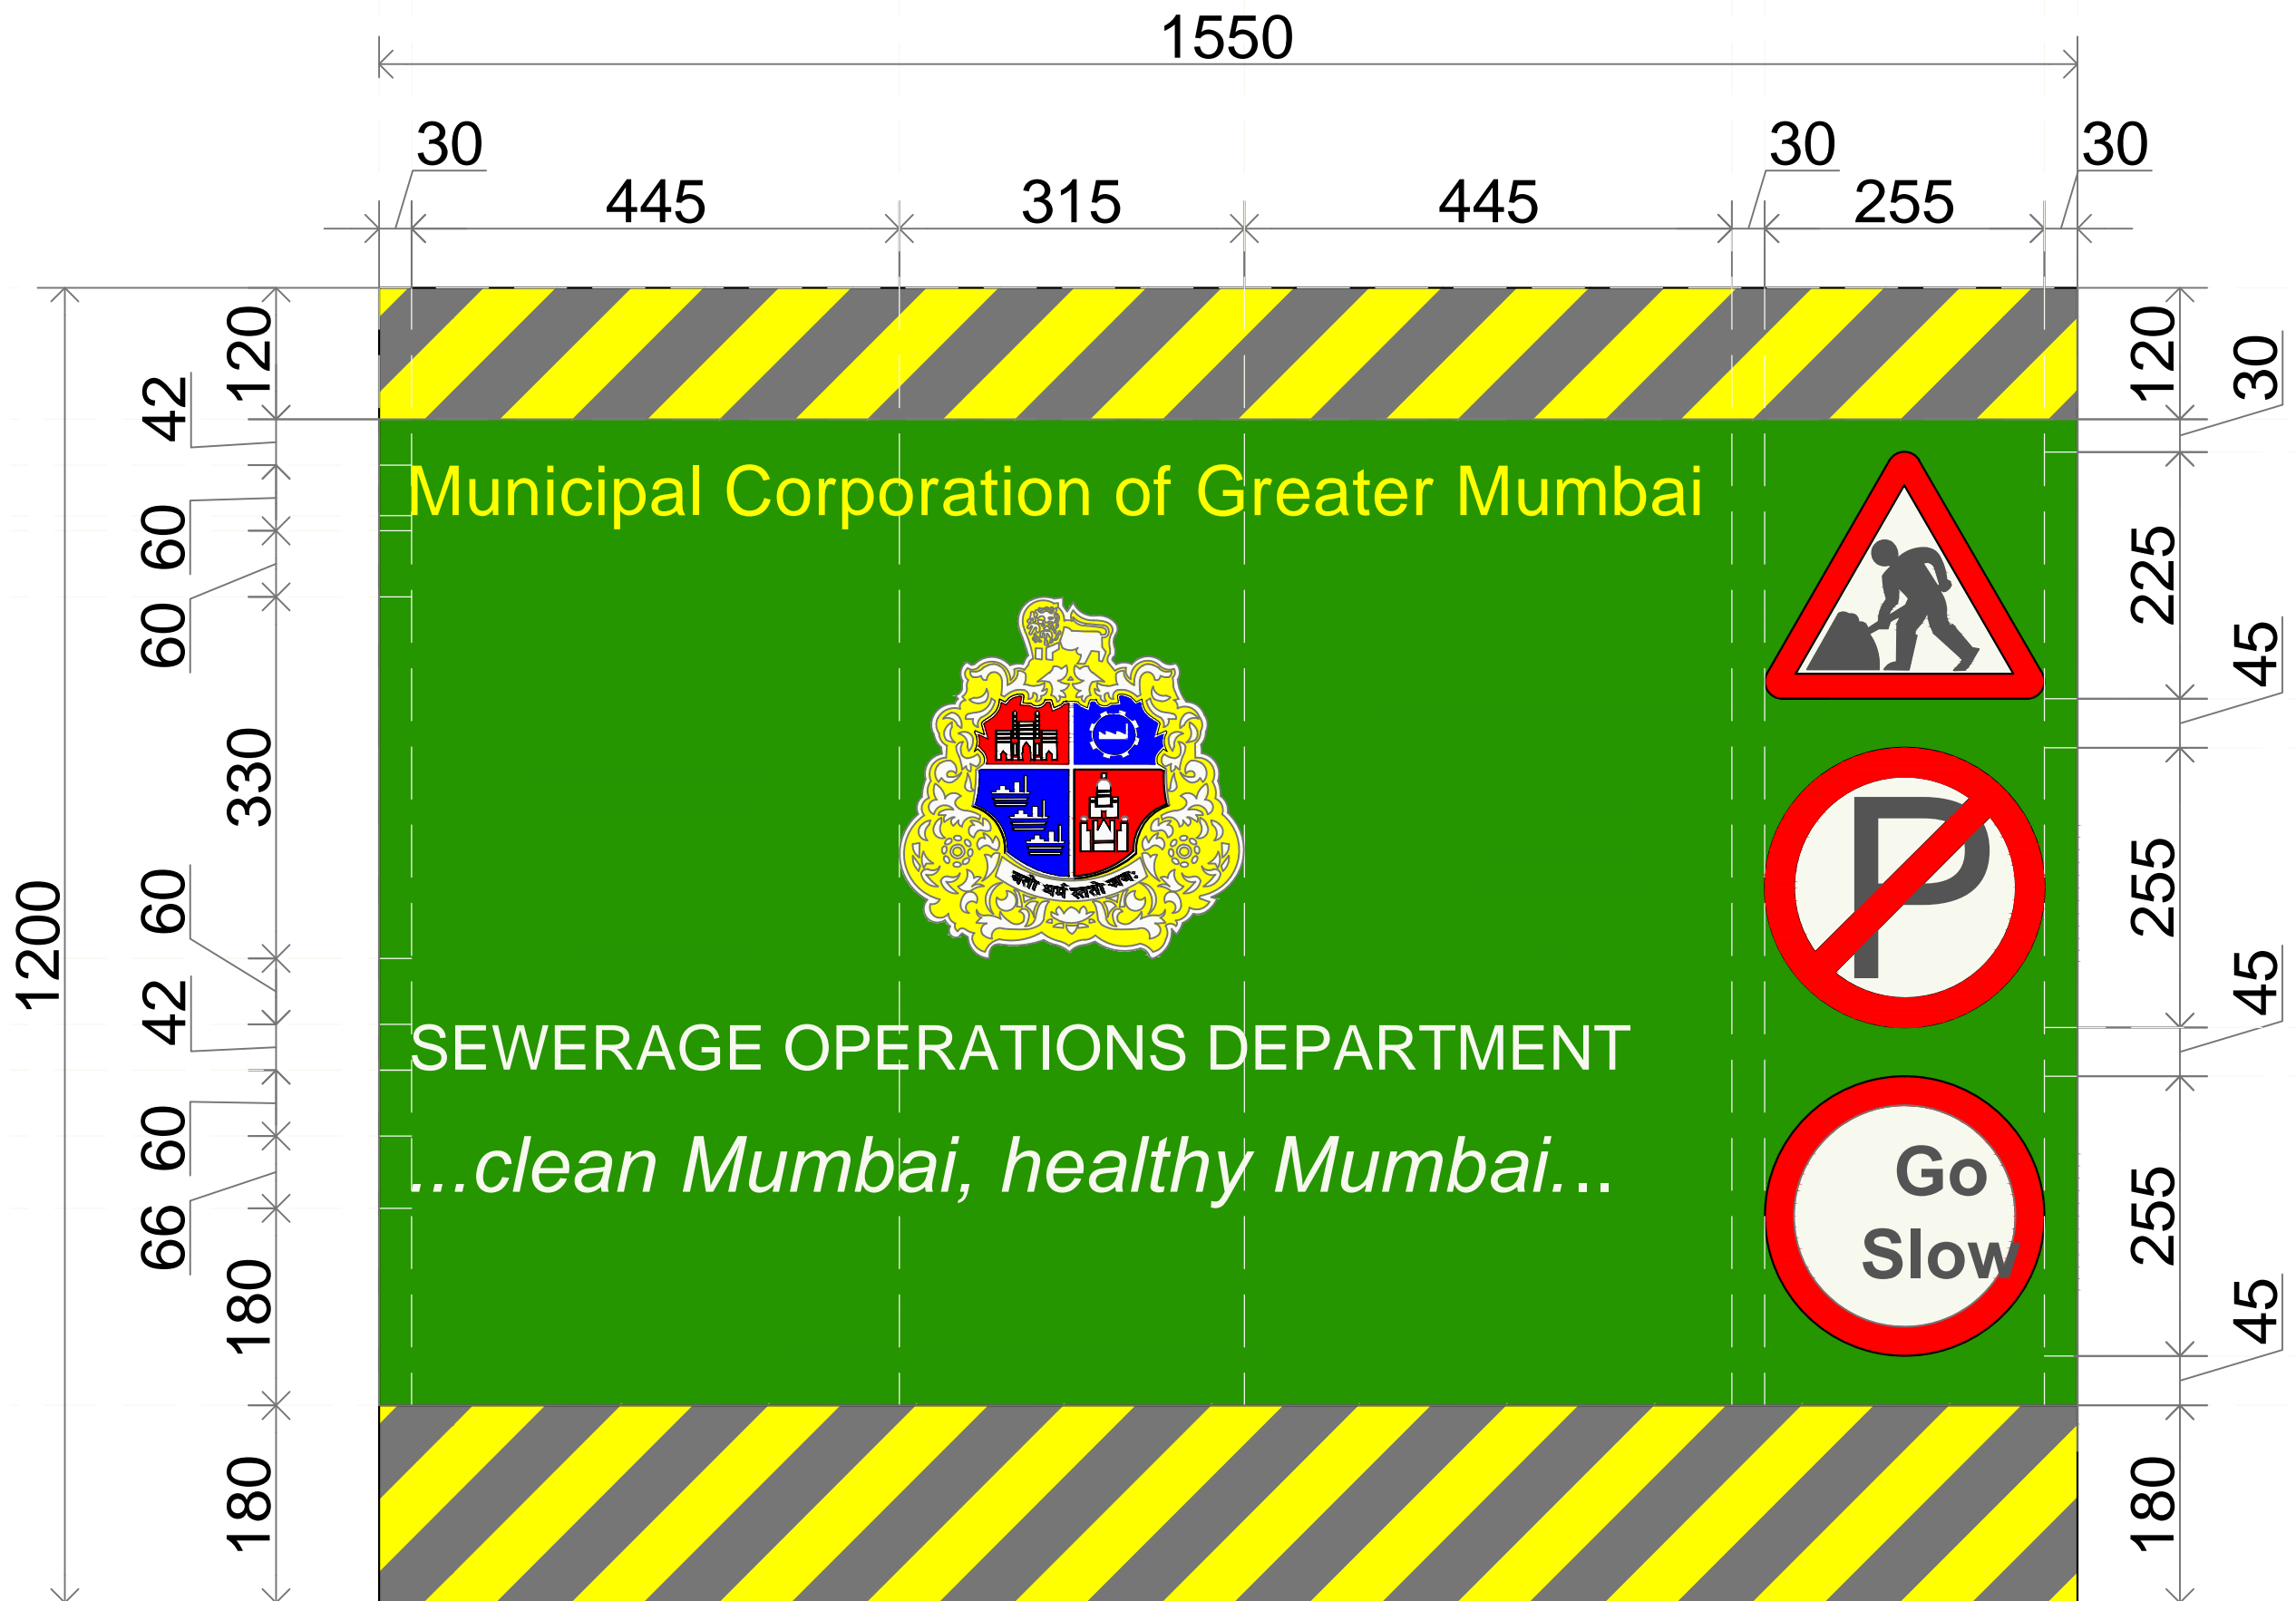 1550
30 30 30
445 315 445 255
120 120
42 30
Municipal Corporation of Greater Mumbai
60 225
60 45
330
255
60
1200
42 45
SEWERAGE OPERATIONS DEPARTMENT
P
60
...clean Mumbai, healthy Mumbai...
Go
Slow
66 255
180 45
180 180